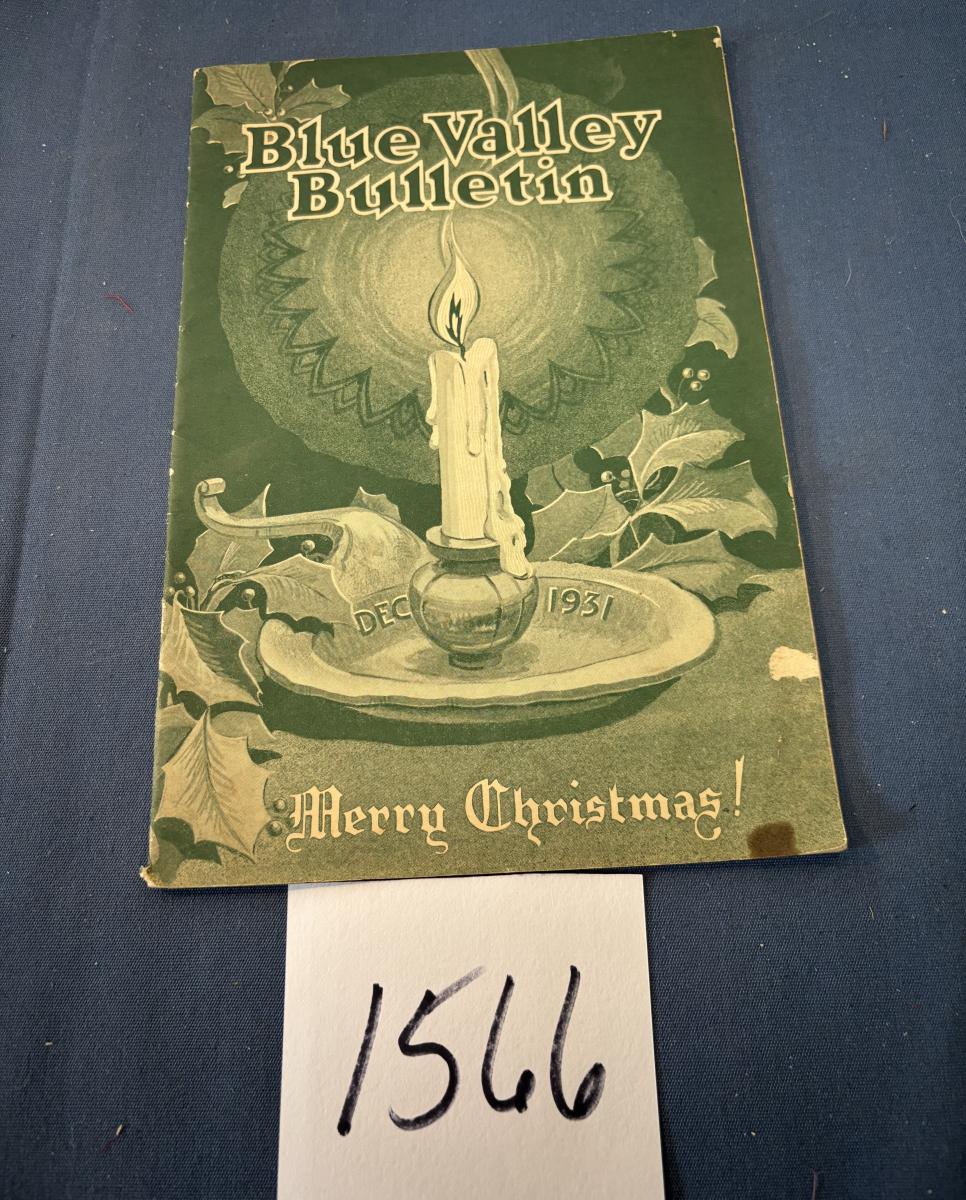 Blue Valley
Bulletin
DEC 1931
Merry Christmas!
1566